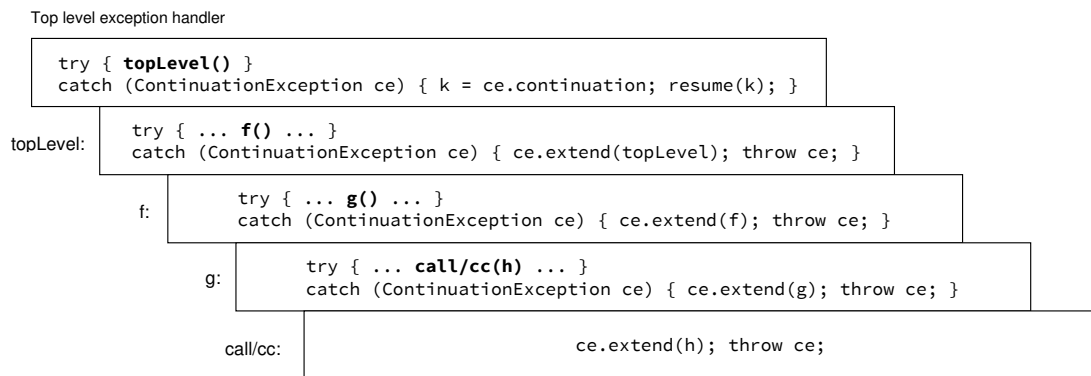 Top level exception handler
try { topLevel() }
catch (ContinuationException ce) { k = ce.continuation; resume(k); }
topLevel:
try { ... f() ... }
catch (ContinuationException ce) { ce.extend(topLevel); throw ce; }
f:
try { ... g() ... }
catch (ContinuationException ce) { ce.extend(f); throw ce; }
g:
try { ... call/cc(h) ... }
catch (ContinuationException ce) { ce.extend(g); throw ce; }
call/cc:
ce.extend(h); throw ce;